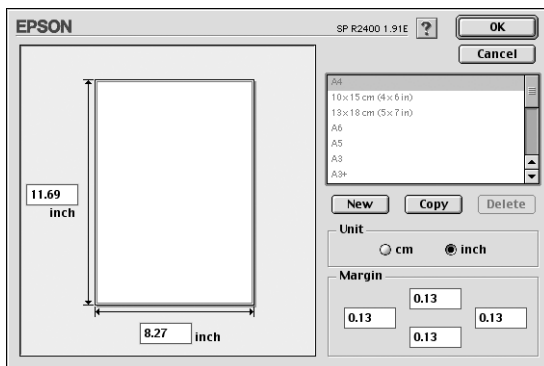 EPSON
SP R2400 1.91E
?
OK
Cancel
A4
10×15 cm (4×6 in)
13×18 cm (5×7 in)
A6
A5
A3
A3+
11.69
inch
8.27 inch
New Copy Delete
Unit
cm inch
Margin
0.13
0.13 0.13
0.13